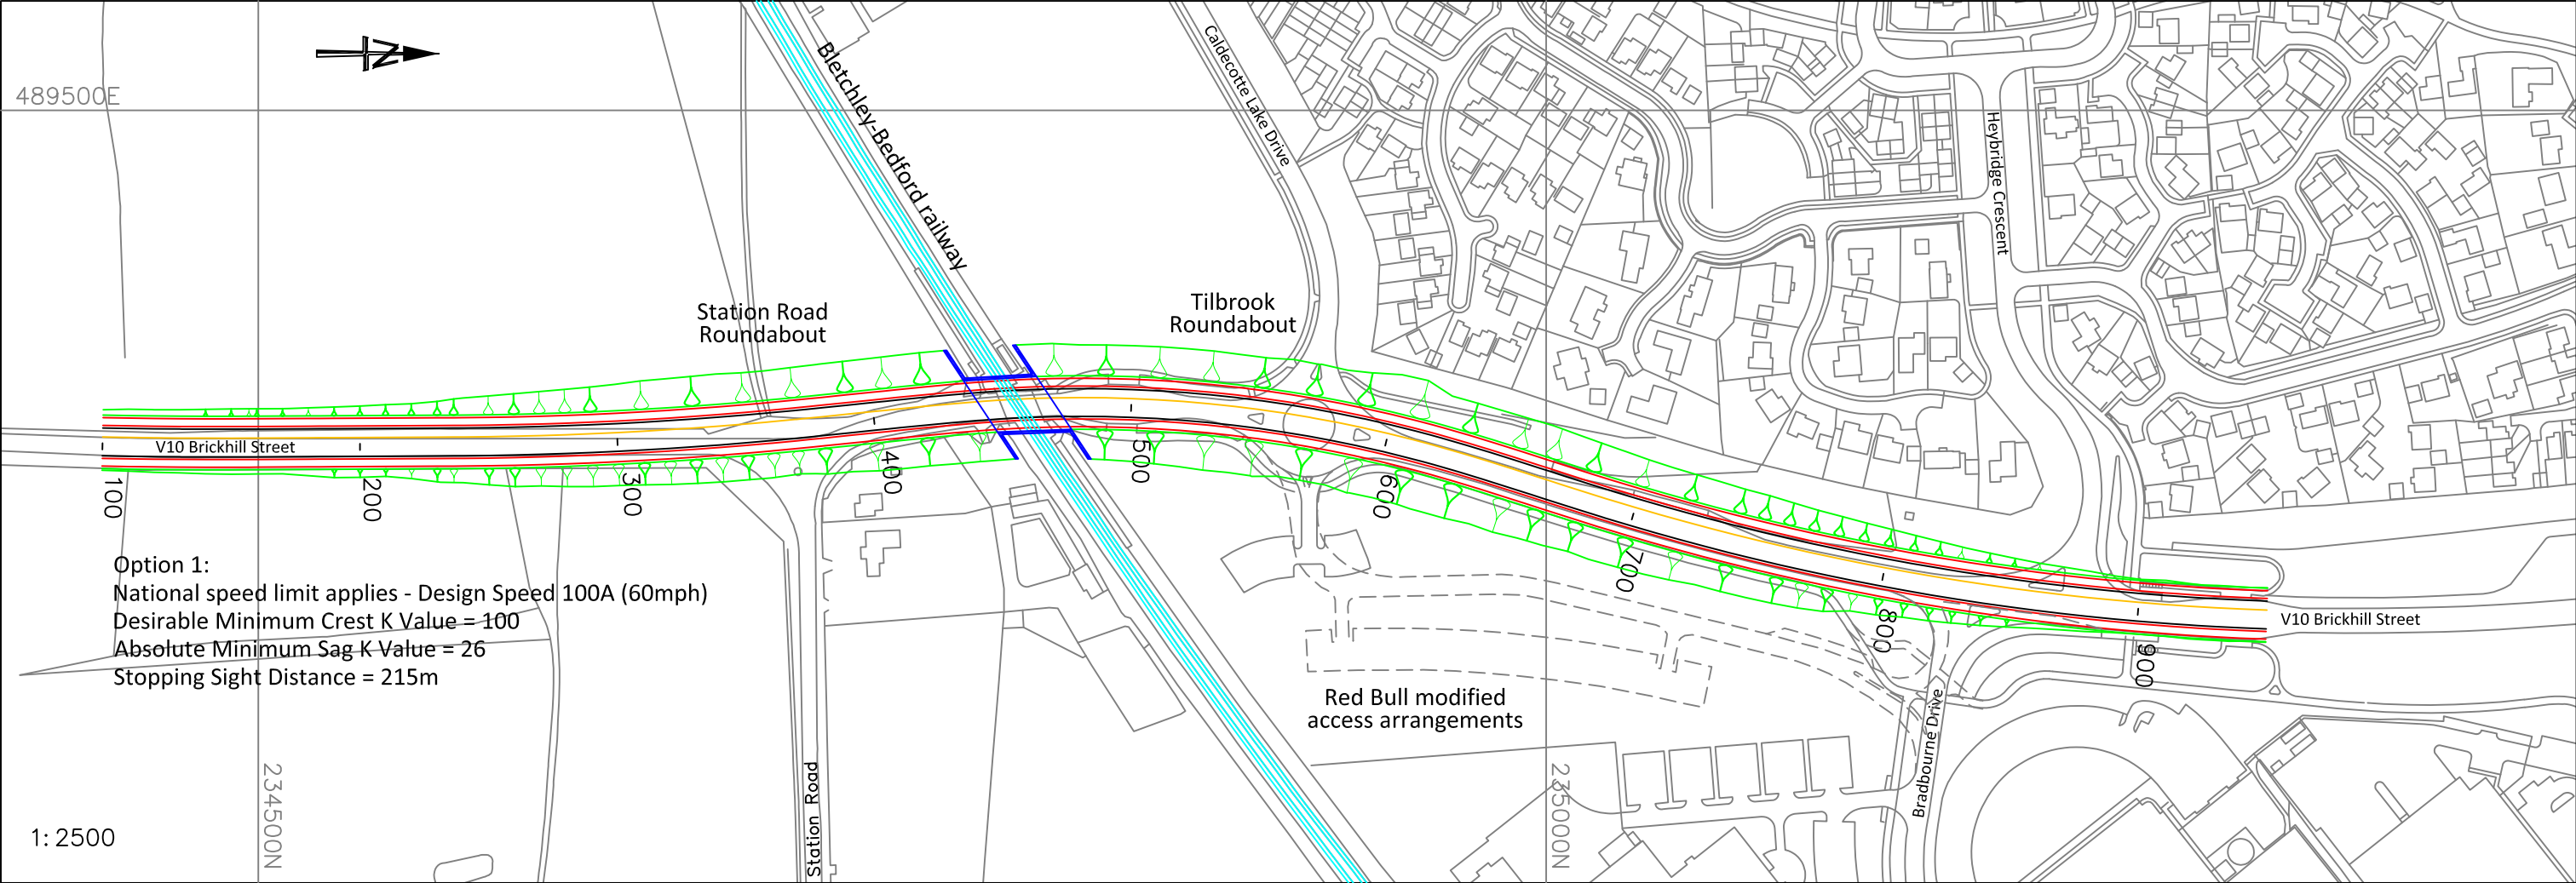 N
489500E
Bletchley-Bedford railway
Caldecotte Lake Drive
Heybridge Crescent
Station Road
Roundabout
Tilbrook
Roundabout
V10 Brickhill Street
100
200
300
400
500
600
700
800
900
V10 Brickhill Street
Option 1:
National speed limit applies - Design Speed 100A (60mph)
Desirable Minimum Crest K Value = 100
Absolute Minimum Sag K Value = 26
Stopping Sight Distance = 215m
Red Bull modified
access arrangements
Bradbourne Drive
Station Road
234500N
235000N
1: 2500